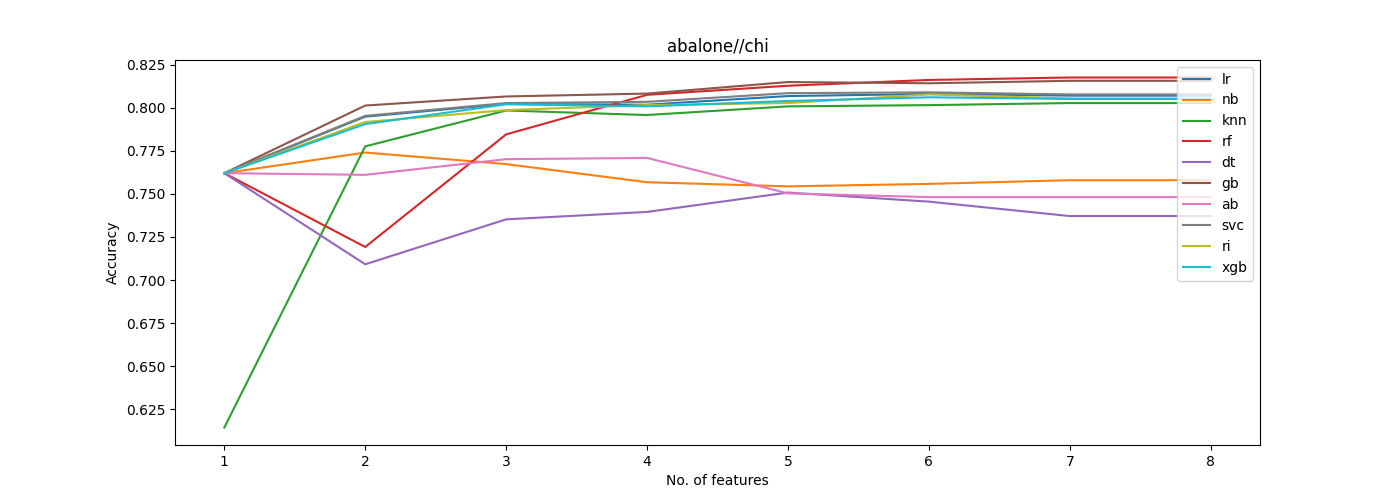 abalone//chi
0.825
0.800
0.775
0.750
0.725
0.700
0.675
0.650
0.625
Accuracy
1 2 3 4 5 6 7 8
No. of features
lr
nb
knn
rf
dt
gb
ab
svc
ri
xgb